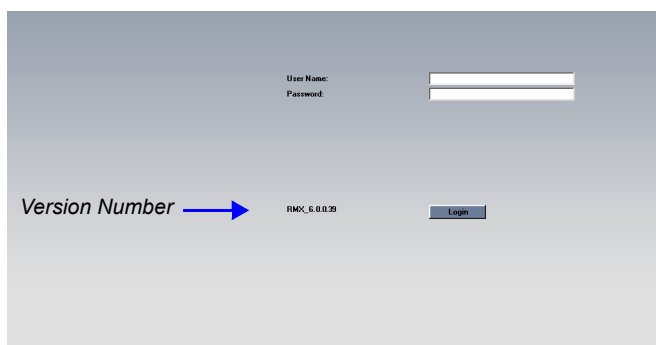 User Name:
Password:
Version Number
RMX_6.0.0.39
Login